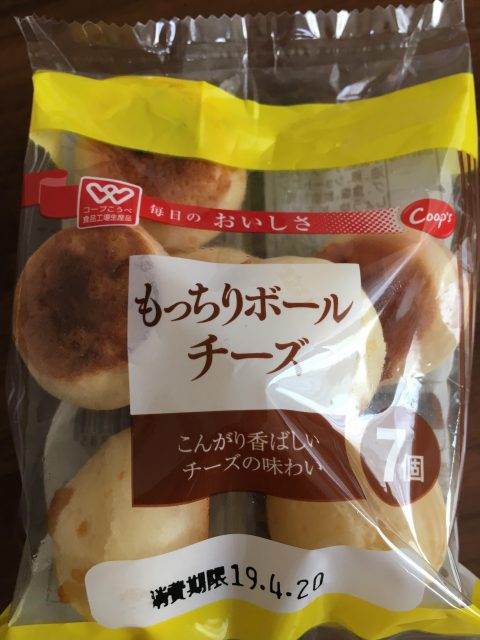 コープこうべ
食品工場生産品
毎日の おいしさ
Coop's
もっちりボール
チーズ
こんがり香ばしい
チーズの味わい
7個
消費期限19.4.20